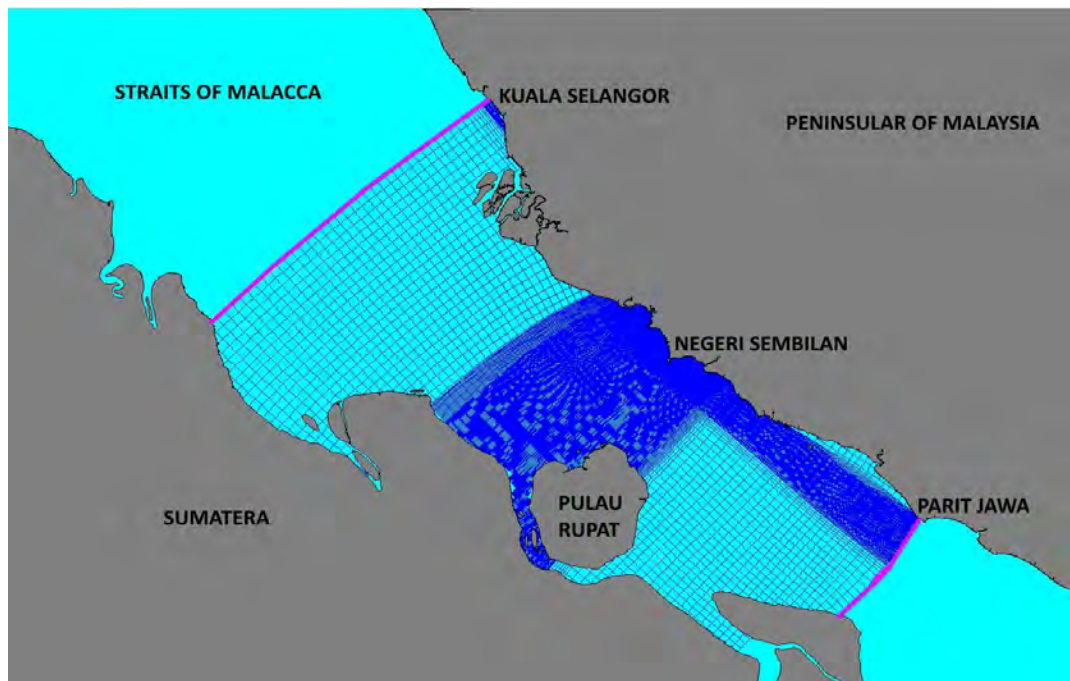 STRAITS OF MALACCA
KUALA SELANGOR
PENINSULAR OF MALAYSIA
NEGERI SEMBILAN
SUMATERA
PULAU
RUPAT
PARIT JAWA